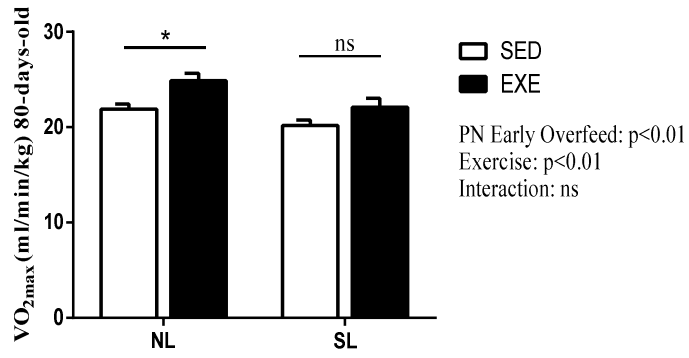 VO2max (ml/min/kg) 80-days-old
30
20
10
0
*
ns
NL
SL
SED
EXE
PN Early Overfeed: p<0.01
Exercise: p<0.01
Interaction: ns